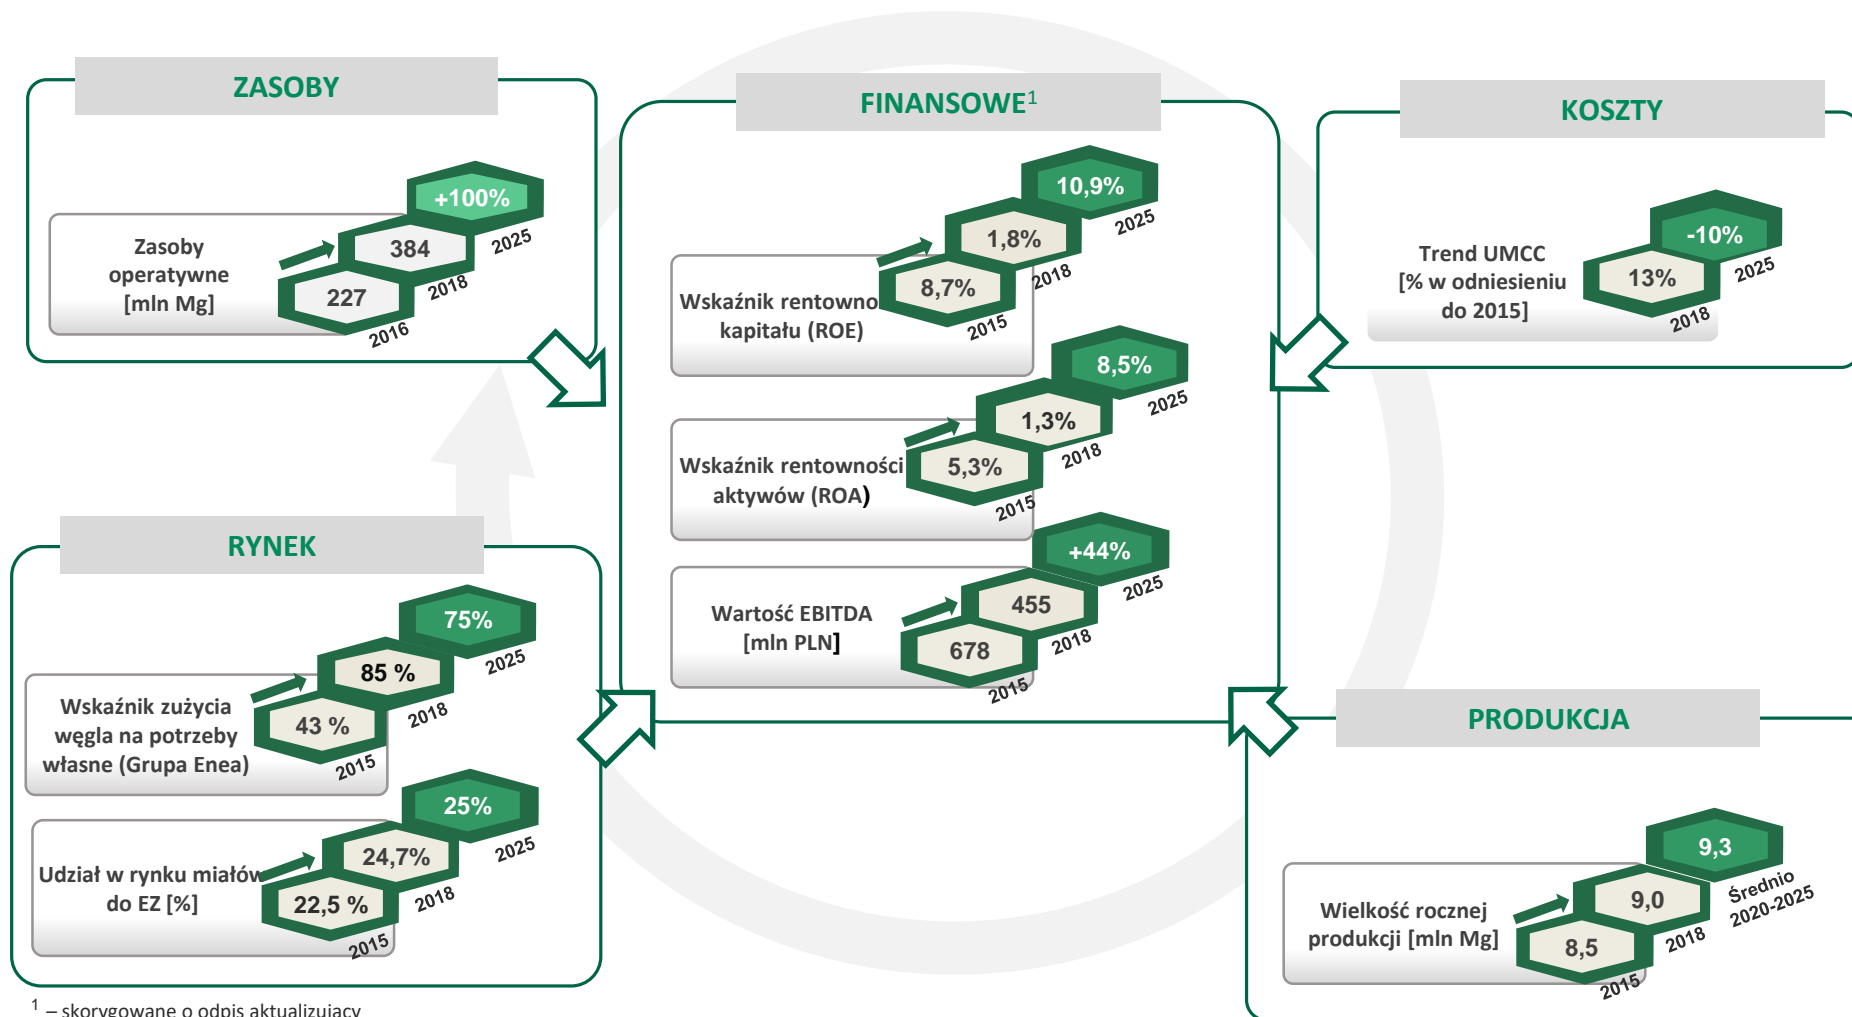 ZASOBY
Zasoby
operatywne
[mln Mg]
+100%
384
227
2025
2018
2016
FINANSOWE¹
Wskaźnik rentowno
kapitału (ROE)
10,9%
1,8%
8,7%
2025
2018
2015
Wskaźnik rentowności
aktywów (ROA)
8,5%
1,3%
5,3%
2025
2018
2015
Wartość EBITDA
[mln PLN]
+44%
455
678
2025
2018
2015
KOSZTY
Trend UMCC
[% w odniesieniu
do 2015]
-10%
13%
2025
2018
RYNEK
Wskaźnik zużycia
węgla na potrzeby
własne (Grupa Enea)
75%
85 %
43 %
2025
2018
2015
Udział w rynku miałów
do EZ [%]
25%
24,7%
22,5 %
2025
2018
2015
PRODUKCJA
Wielkość rocznej
produkcji [mln Mg]
9,3
9,0
8,5
Średnio
2020-2025
2018
2015
¹ – skorygowane o odpis aktualizujący